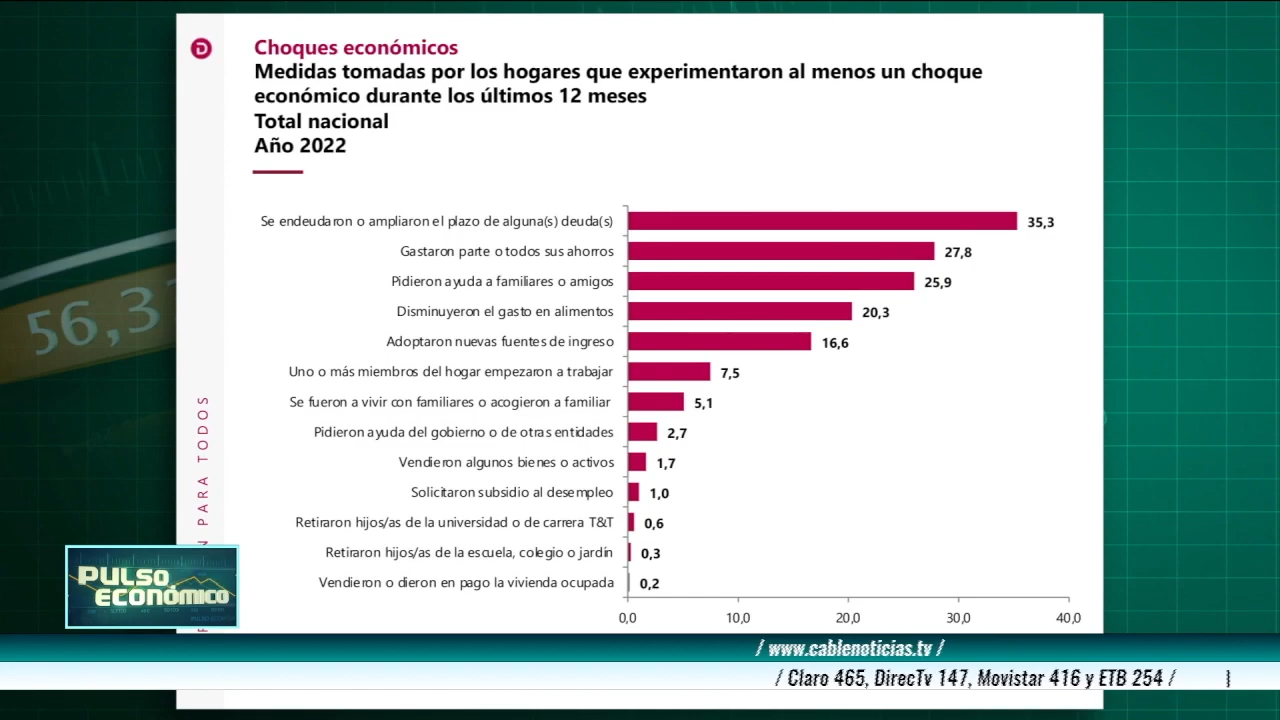 Choques económicos
Medidas tomadas por los hogares que experimentaron al menos un choque
económico durante los últimos 12 meses
Total nacional
Año 2022
Se endeudaron o ampliaron el plazo de alguna(s) deuda(s) 35,3
Gastaron parte o todos sus ahorros 27,8
Pidieron ayuda a familiares o amigos 25,9
Disminuyeron el gasto en alimentos 20,3
Adoptaron nuevas fuentes de ingreso 16,6
Uno o más miembros del hogar empezaron a trabajar 7,5
Se fueron a vivir con familiares o acogieron a familiar 5,1
Pidieron ayuda del gobierno o de otras entidades 2,7
Vendieron algunos bienes o activos 1,7
Solicitaron subsidio al desempleo 1,0
Retiraron hijos/as de la universidad o de carrera T&T 0,6
Retiraron hijos/as de la escuela, colegio o jardín 0,3
Vendieron o dieron en pago la vivienda ocupada 0,2
0,0 10,0 20,0 30,0 40,0
56,3
PARA TODOS
PULSO
ECONÓMICO
/ www.cablenoticias.tv /
/ Claro 465, DirecTv 147, Movistar 416 y ETB 254 /